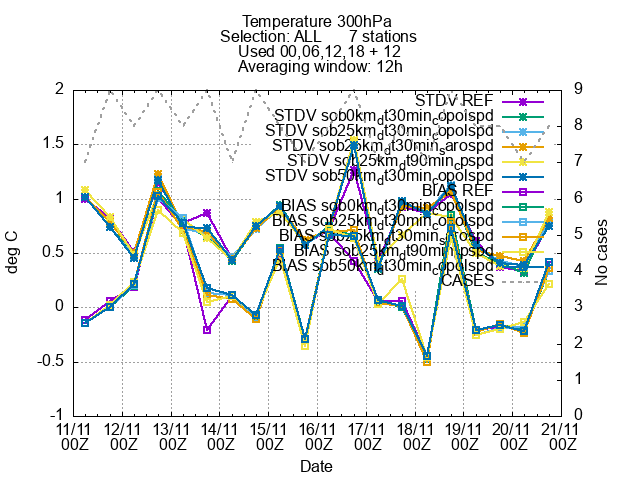 Temperature 300hPa
Selection: ALL 7 stations
Used 00,06,12,18 + 12
Averaging window: 12h
STDV REF
STDV sob0km_dt30min_copolspd
STDV sob25km_dt30min_copolspd
STDV sob25km_dt30min_sarospd
STDV sob25km_dt90min_cpspd
STDV sob50km_dt30min_copolspd
BIAS REF
BIAS sob0km_dt30min_copolspd
BIAS sob25km_dt30min_copolspd
BIAS
BIAS sob25km_dt90min
BIAS sob50km_dt30min_copolspd
CASES
2
1.5
1
0.5
0
-0.5
-1
deg C
9
8
7
6
5
4
3
2
1
0
No cases
11/11 12/11 13/11 14/11 15/11 16/11 17/11 18/11 19/11 20/11 21/11
00Z 00Z 00Z 00Z 00Z 00Z 00Z 00Z 00Z 00Z 00Z
Date